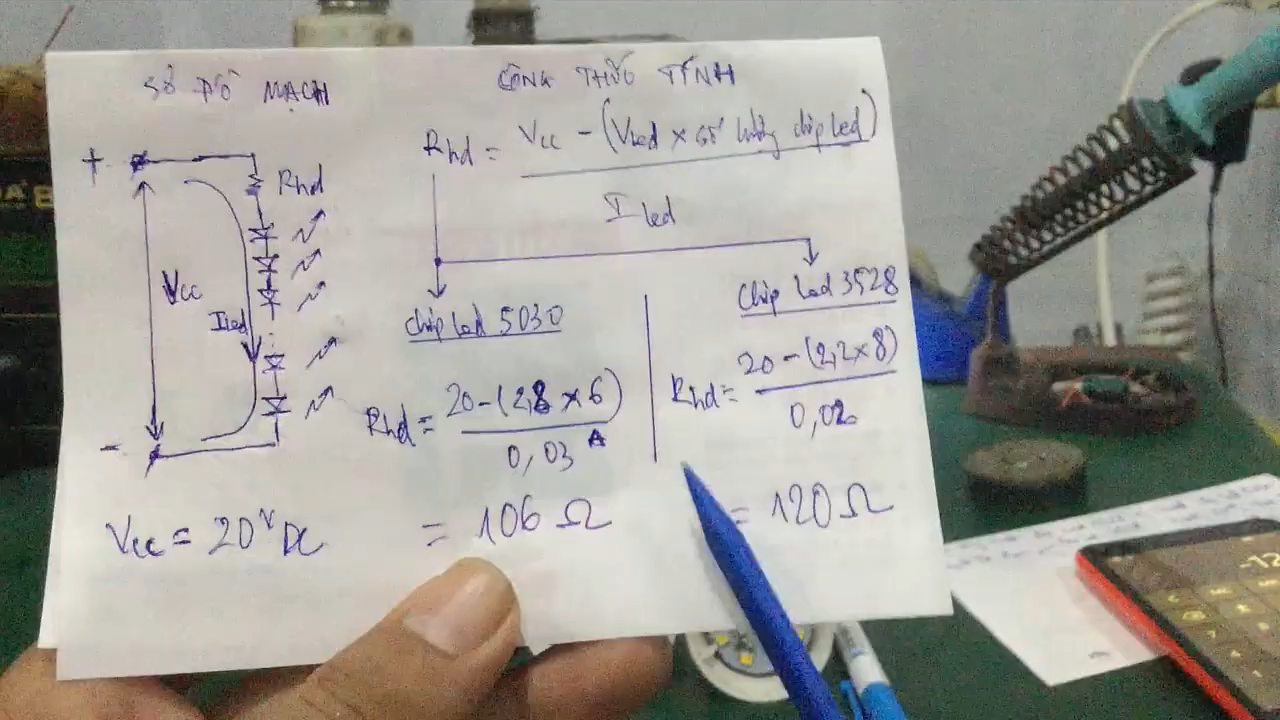 SƠ ĐỒ MẠCH
+
Rhd
Vcc
Iled
-
Vcc = 20V DC
CÔNG THỨC TÍNH
Rhd = Vcc - (Vled × số lượng chip led)
Iled
chip led 5030
Rhd = 20 - (2,8 × 6)
0,03 A
= 106 Ω
Chip Led 3528
Rhd = 20 - (2,2 × 8)
0,02
= 120 Ω
-12